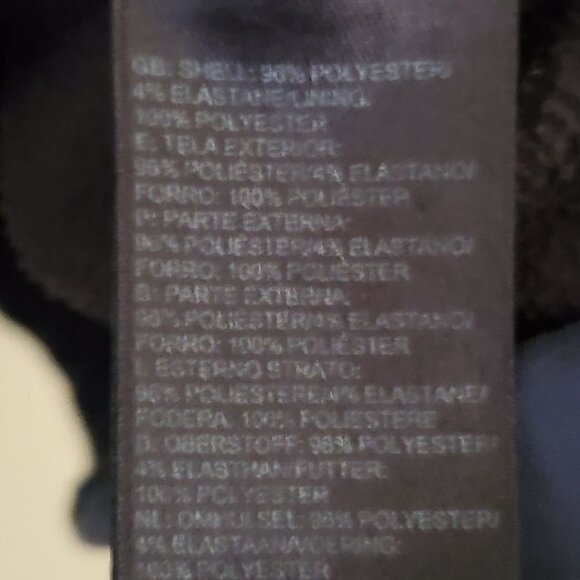 GB: SHELL: 96% POLYESTER/
4% ELASTANE/LINING:
100% POLYESTER
E: TELA EXTERIOR:
96% POLIÉSTER/4% ELASTANO/
FORRO: 100% POLIÉSTER
P: PARTE EXTERNA:
96% POLIÉSTER/4% ELASTANO/
FORRO: 100% POLIÉSTER
B: PARTE EXTERNA:
96% POLIÉSTER/4% ELASTANO/
FORRO: 100% POLIÉSTER
I: ESTERNO STRATO:
96% POLIESTERE/4% ELASTANE/
FODERA: 100% POLIESTERE
D: OBERSTOFF: 96% POLYESTER/
4% ELASTHAN/FUTTER:
100% POLYESTER
NL: OMHULSEL: 96% POLYESTER/
4% ELASTAAN/VOERING:
100% POLYESTER